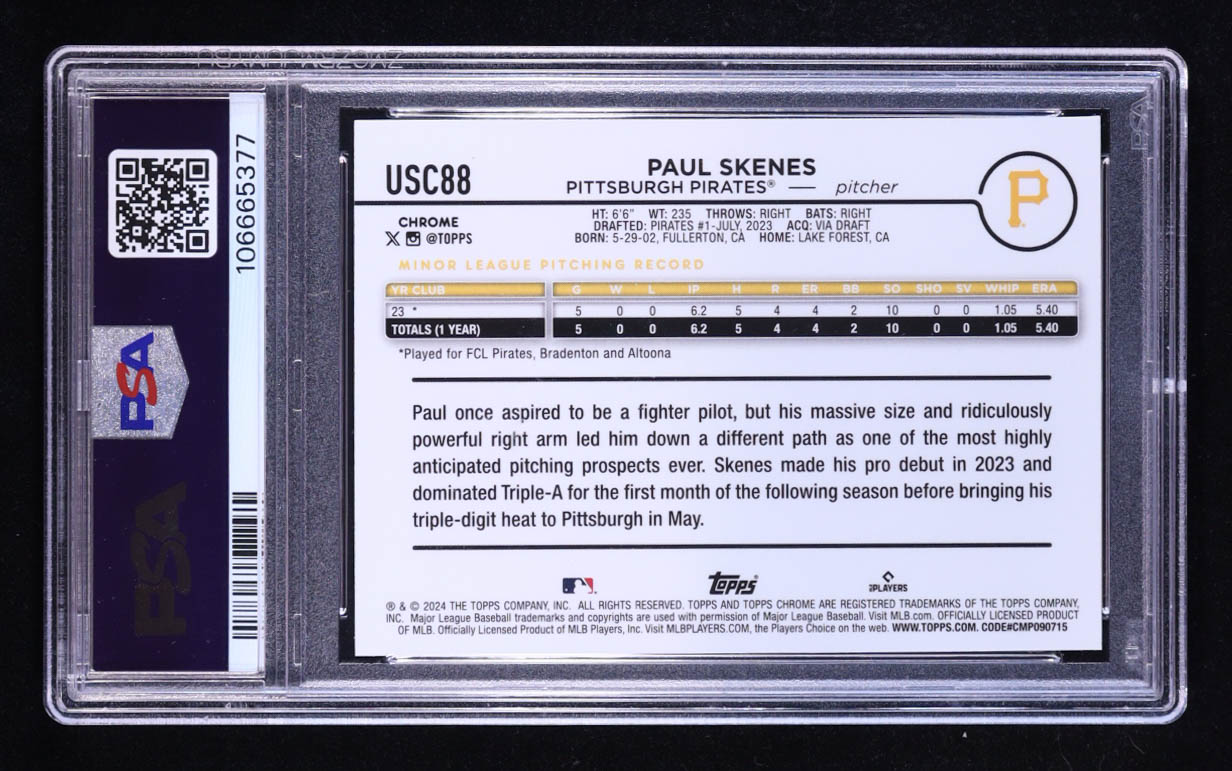 106665377
PSA
PSA
USC88
PAUL SKENES
PITTSBURGH PIRATES® — pitcher
P
CHROME
@TOPPS
HT: 6'6" WT: 235 THROWS: RIGHT BATS: RIGHT
DRAFTED: PIRATES #1-JULY, 2023 ACQ: VIA DRAFT
BORN: 5-29-02, FULLERTON, CA HOME: LAKE FOREST, CA
MINOR LEAGUE PITCHING RECORD
YR CLUB G W L IP H R ER BB SO SHO SV WHIP ERA
23 * 5 0 0 6.2 5 4 4 2 10 0 0 1.05 5.40
TOTALS (1 YEAR) 5 0 0 6.2 5 4 4 2 10 0 0 1.05 5.40
*Played for FCL Pirates, Bradenton and Altoona
Paul once aspired to be a fighter pilot, but his massive size and ridiculously
powerful right arm led him down a different path as one of the most highly
anticipated pitching prospects ever. Skenes made his pro debut in 2023 and
dominated Triple-A for the first month of the following season before bringing his
triple-digit heat to Pittsburgh in May.
Topps
PLAYERS
® & © 2024 THE TOPPS COMPANY, INC. ALL RIGHTS RESERVED. TOPPS AND TOPPS CHROME ARE REGISTERED TRADEMARKS OF THE TOPPS COMPANY,
INC. Major League Baseball trademarks and copyrights are used with permission of Major League Baseball. Visit MLB.com. OFFICIALLY LICENSED PRODUCT
OF MLB. Officially Licensed Product of MLB Players, Inc. Visit MLBPLAYERS.COM, the Players Choice on the web. WWW.TOPPS.COM. CODE#CMP090715